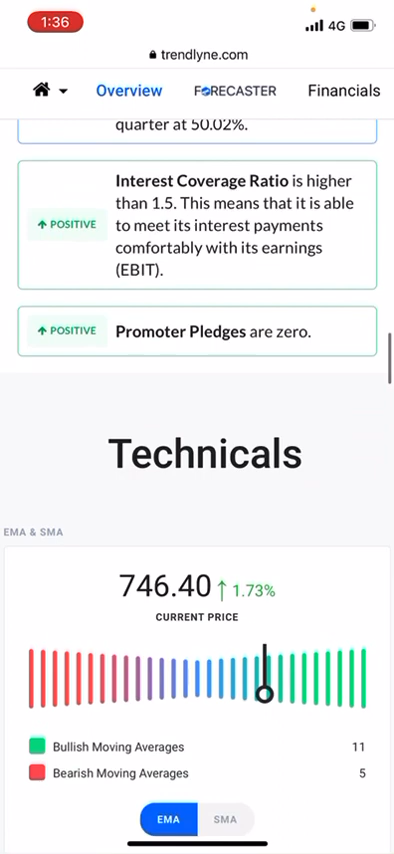 1:36
4G
trendlyne.com
Overview
FORECASTER
Financials
quarter at 50.02%.
Interest Coverage Ratio is higher
than 1.5. This means that it is able
↑ POSITIVE
to meet its interest payments
comfortably with its earnings
(EBIT).
↑ POSITIVE
Promoter Pledges are zero.
Technicals
EMA & SMA
746.40 ↑ 1.73%
CURRENT PRICE
Bullish Moving Averages 11
Bearish Moving Averages 5
EMA SMA